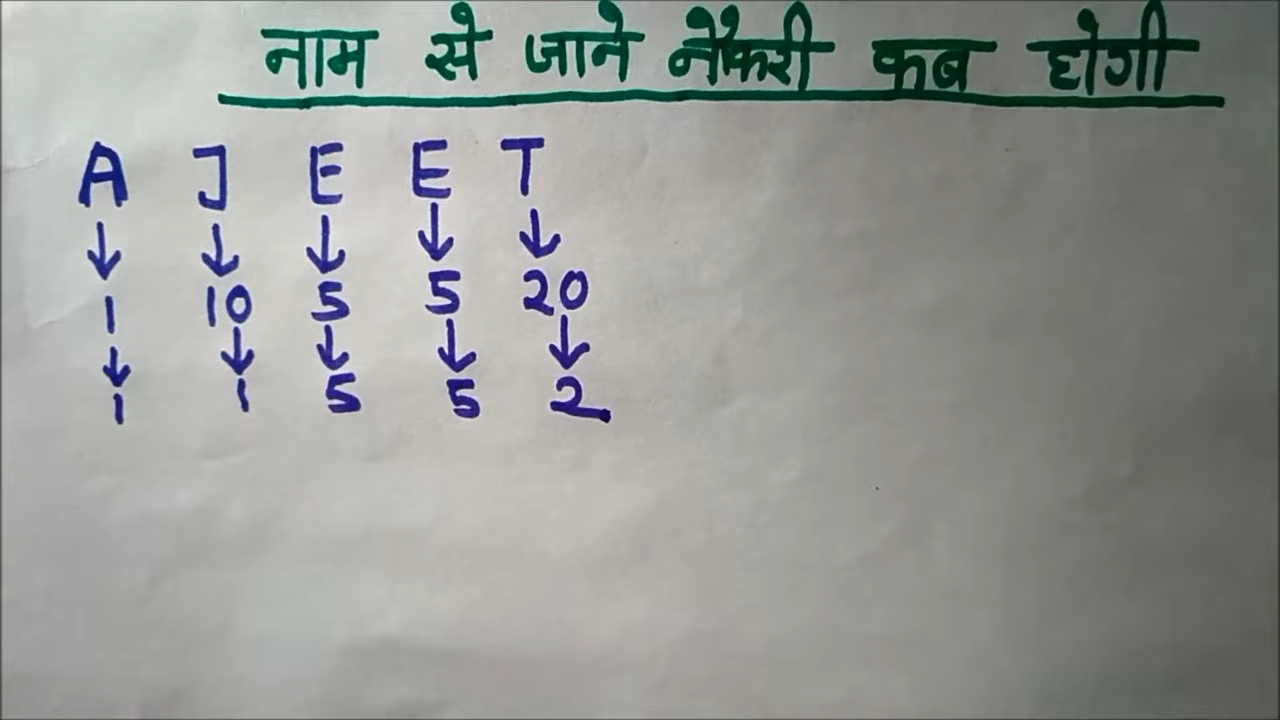 नाम से जाने नौकरी कब होगी
A J E E T
↓ ↓ ↓ ↓ ↓
1 10 5 5 20
↓ ↓ ↓ ↓ ↓
1 1 5 5 2